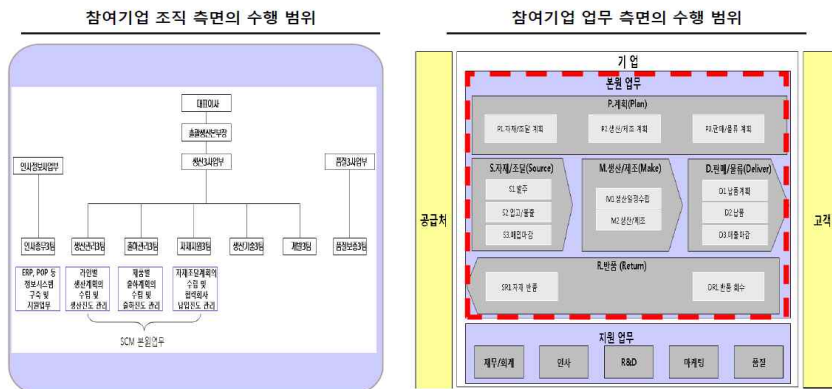 참여기업 조직 측면의 수행 범위
대표이사
총괄생산본부장
생산3사업부
인사정보사업부
품정3사업부
인사총무3팀
생산관리3팀
출하관리3팀
자재지원3팀
생산기술3팀
개발3팀
품정보증3팀
ERP, POP 등
정보시스템
구축 및
지원업무
라인별
생산계획의
수립 및
생산진도 관리
제품별
출하계획의
수립 및
출하진도 관리
자재조달계획의
수립 및
협력회사
납입진도 관리
SCM 본원업무
참여기업 업무 측면의 수행 범위
기 업
본원 업무
P.계획(Plan)
P1.자재/조달 계획
P2.생산/제조 계획
P3.판매/물류 계획
S.자재/조달(Source)
S1.발주
S2.입고/불출
S3.매입마감
M.생산/제조(Make)
M1.생산일정수립
M2.생산/제조
D.판매/물류(Deliver)
D1.납품계획
D2.납품
D3.매출마감
공급처
고객
R.반품 (Return)
SR1.자재 반품
DR1.반품 회수
지원 업무
재무/회계
인사
R&D
마케팅
품질